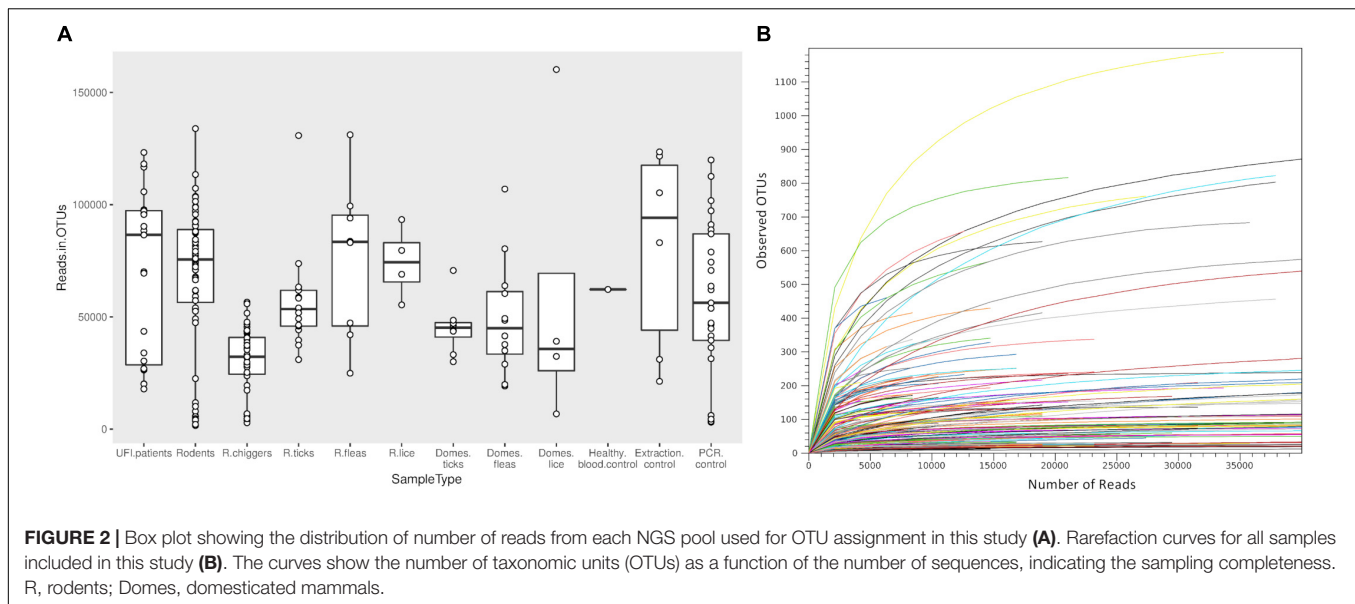 A
150000
100000
50000
0
Reads.in.OTUs
UFI.patients Rodents R.chiggers R.ticks R.fleas R.lice Domes. Domes. Domes. Healthy. Extraction. PCR.
ticks fleas lice blood.control control control
SampleType
B
1100
1000
900
800
700
600
500
400
300
200
100
0
Observed OTUs
0 5000 10000 15000 20000 25000 30000 35000
Number of Reads
FIGURE 2 | Box plot showing the distribution of number of reads from each NGS pool used for OTU assignment in this study (A). Rarefaction curves for all samples
included in this study (B). The curves show the number of taxonomic units (OTUs) as a function of the number of sequences, indicating the sampling completeness.
R, rodents; Domes, domesticated mammals.